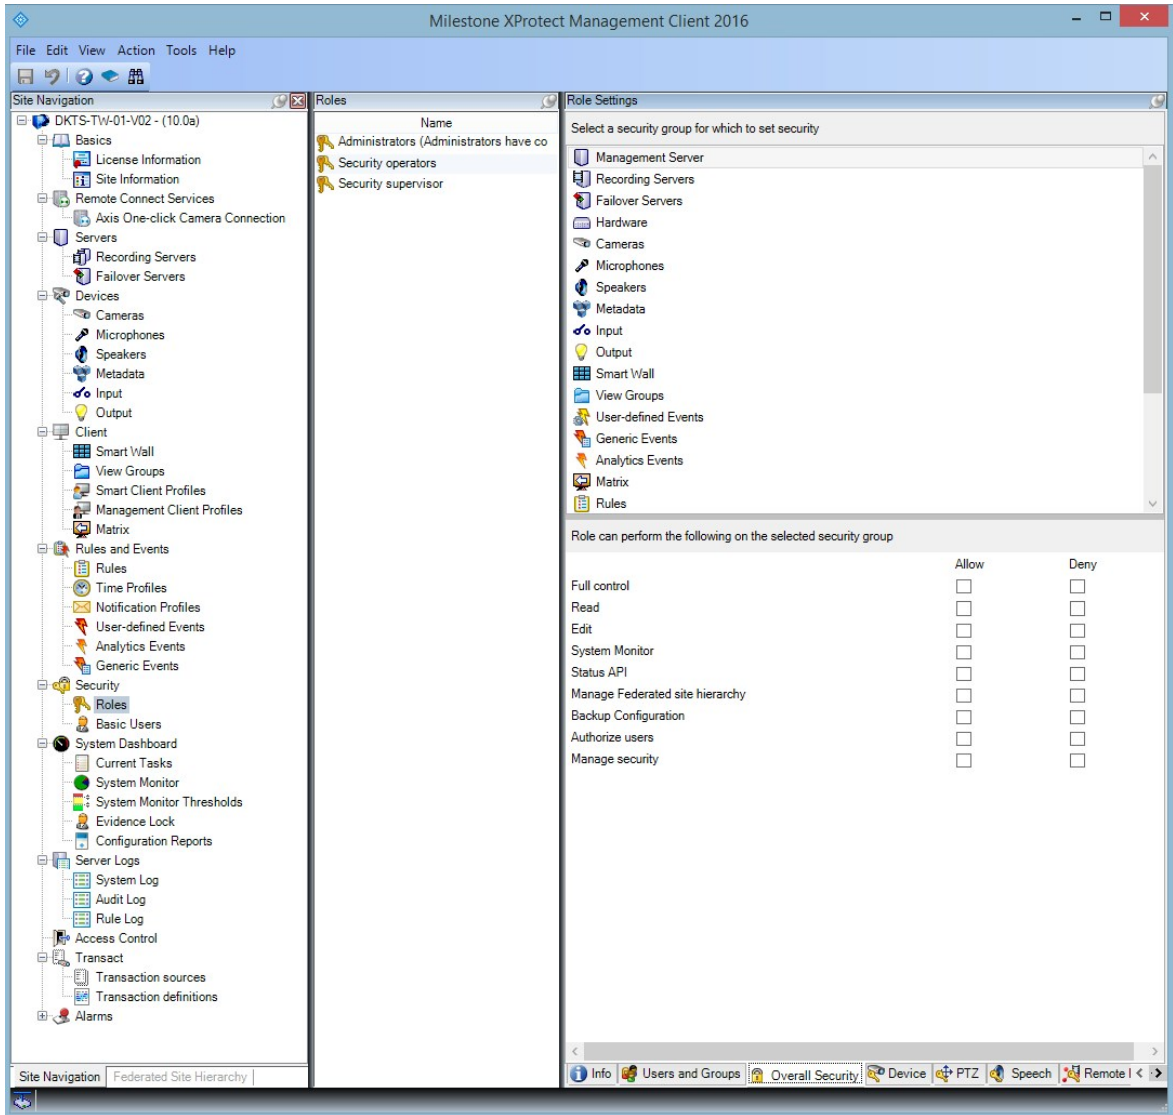 Milestone XProtect Management Client 2016
File Edit View Action Tools Help
Site Navigation
DKTS-TW-01-V02 - (10.0a)
Basics
License Information
Site Information
Remote Connect Services
Axis One-click Camera Connection
Servers
Recording Servers
Failover Servers
Devices
Cameras
Microphones
Speakers
Metadata
Input
Output
Client
Smart Wall
View Groups
Smart Client Profiles
Management Client Profiles
Matrix
Rules and Events
Rules
Time Profiles
Notification Profiles
User-defined Events
Analytics Events
Generic Events
Security
Roles
Basic Users
System Dashboard
Current Tasks
System Monitor
System Monitor Thresholds
Evidence Lock
Configuration Reports
Server Logs
System Log
Audit Log
Rule Log
Access Control
Transact
Transaction sources
Transaction definitions
Alarms
Site Navigation Federated Site Hierarchy
Roles
Name
Administrators (Administrators have co
Security operators
Security supervisor
Role Settings
Select a security group for which to set security
Management Server
Recording Servers
Failover Servers
Hardware
Cameras
Microphones
Speakers
Metadata
Input
Output
Smart Wall
View Groups
User-defined Events
Generic Events
Analytics Events
Matrix
Rules
Role can perform the following on the selected security group
Allow Deny
Full control
Read
Edit
System Monitor
Status API
Manage Federated site hierarchy
Backup Configuration
Authorize users
Manage security
Info Users and Groups Overall Security Device PTZ Speech Remote